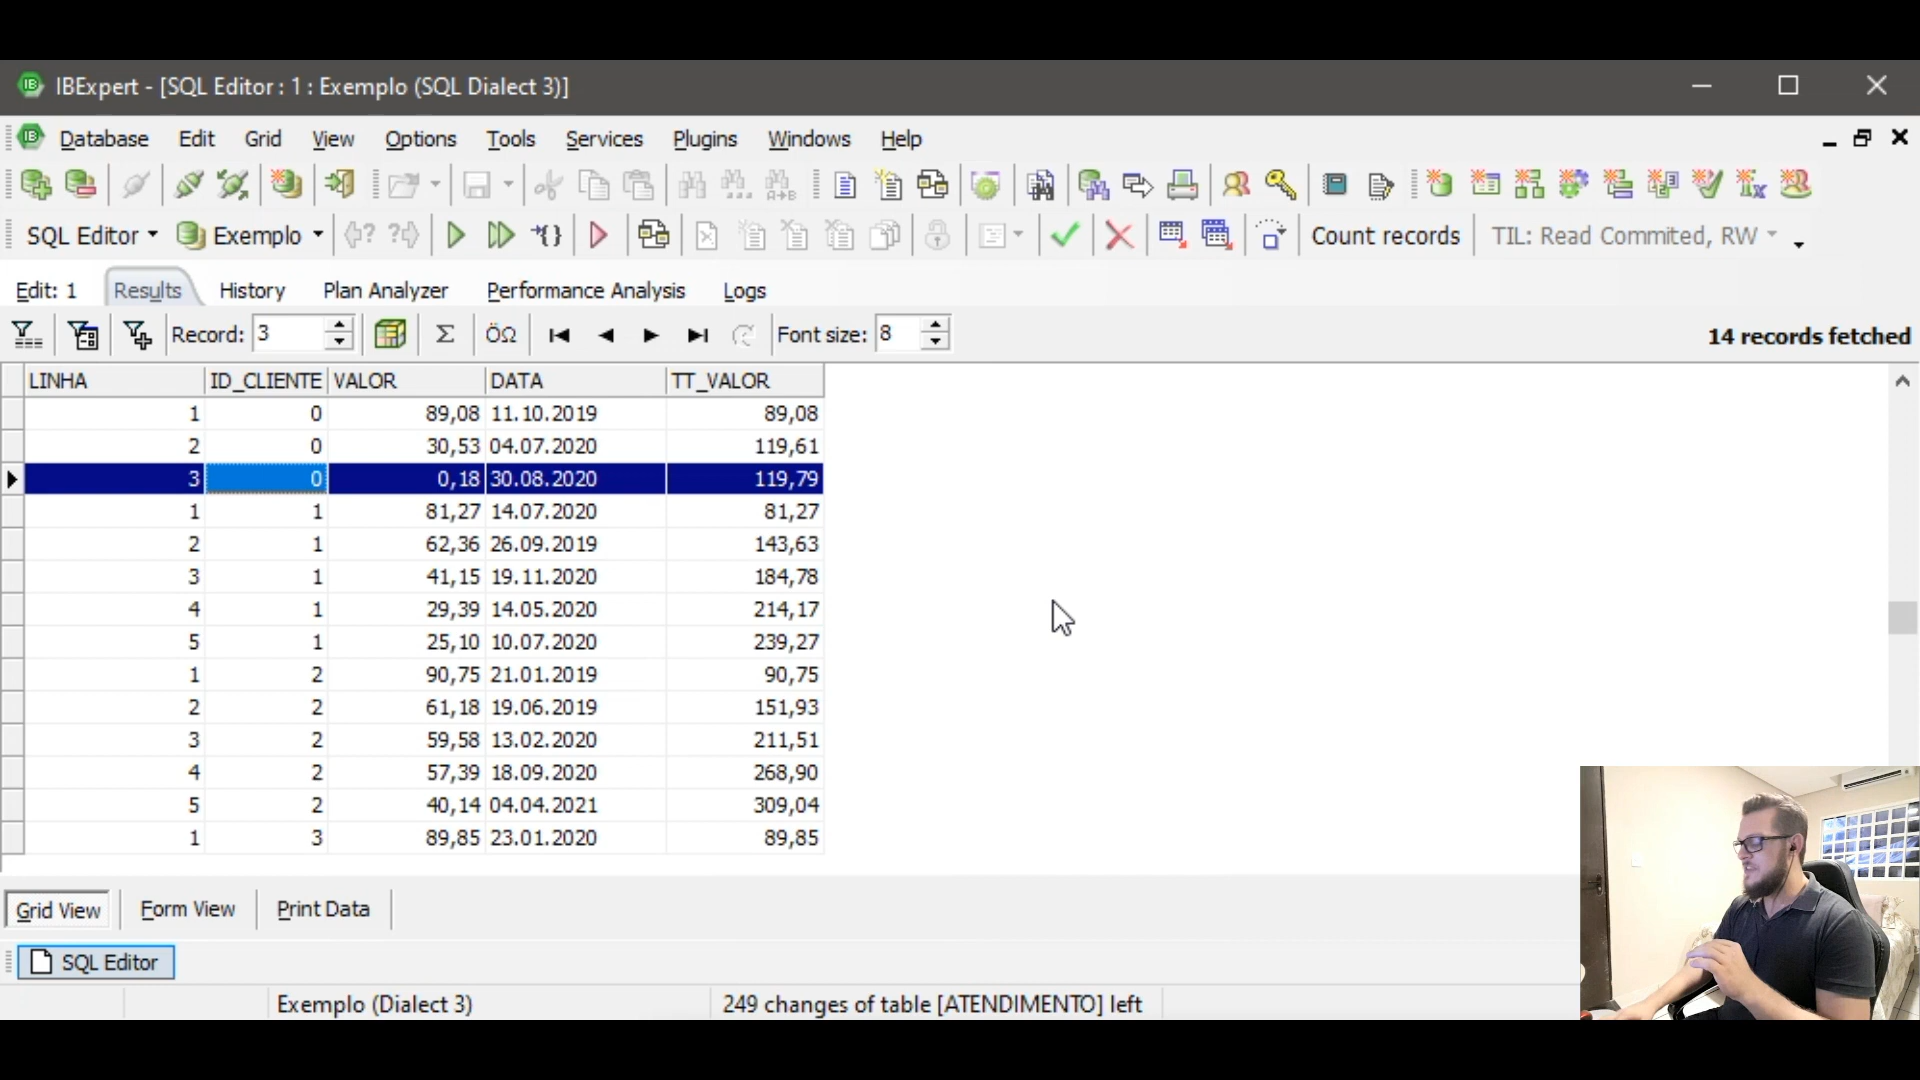 IBExpert - [SQL Editor : 1 : Exemplo (SQL Dialect 3)]
Database Edit Grid View Options Tools Services Plugins Windows Help
SQL Editor Exemplo Count records TIL: Read Commited, RW
Edit: 1 Results History Plan Analyzer Performance Analysis Logs
Record: 3 Σ ÖΩ Font size: 8 14 records fetched
LINHA ID_CLIENTE VALOR DATA TT_VALOR
1 0 89,08 11.10.2019 89,08
2 0 30,53 04.07.2020 119,61
3 0 0,18 30.08.2020 119,79
1 1 81,27 14.07.2020 81,27
2 1 62,36 26.09.2019 143,63
3 1 41,15 19.11.2020 184,78
4 1 29,39 14.05.2020 214,17
5 1 25,10 10.07.2020 239,27
1 2 90,75 21.01.2019 90,75
2 2 61,18 19.06.2019 151,93
3 2 59,58 13.02.2020 211,51
4 2 57,39 18.09.2020 268,90
5 2 40,14 04.04.2021 309,04
1 3 89,85 23.01.2020 89,85
Grid View Form View Print Data
SQL Editor
Exemplo (Dialect 3) 249 changes of table [ATENDIMENTO] left